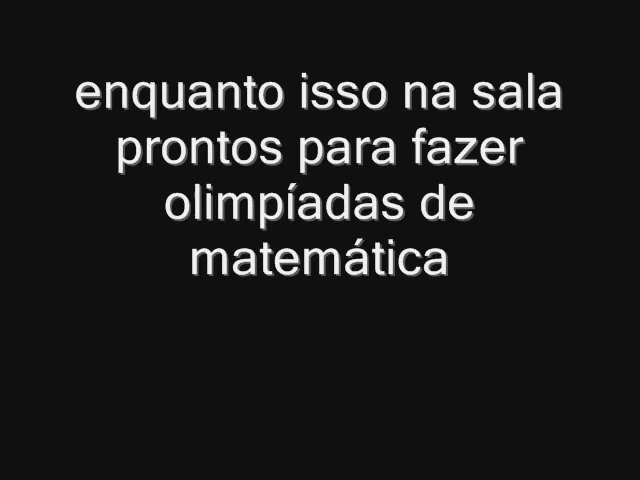 enquanto isso na sala
prontos para fazer
olimpíadas de
matemática